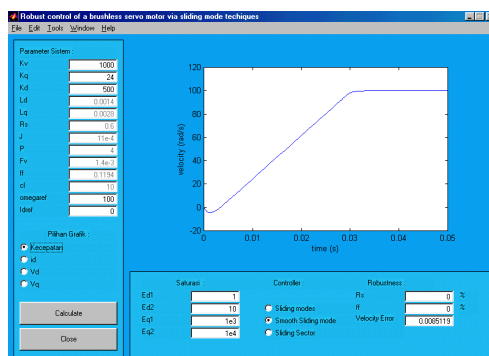 Robust control of a brushless servo motor via sliding mode techiques
File Edit Tools Window Help
Parameter Sistem :
Kv 1000
Kq 24
Kd 500
Ld 0.0014
Lq 0.0028
Rs 0.6
J 11e-4
P 4
Fv 1.4e-3
ff 0.1194
cl 10
omegaref 100
Idref 0
Pilihan Grafik :
Kecepatan
id
Vd
Vq
Calculate
Close
120
100
80
60
40
20
0
-20
velocity (rad/s)
0 0.01 0.02 0.03 0.04 0.05
time (s)
Saturasi :
Ed1 1
Ed2 10
Eq1 1e3
Eq2 1e4
Controller :
Sliding modes
Smooth Sliding mode
Sliding Sector
Robustness :
Rs 0 %
ff 0 %
Velocity Error 0.0085119